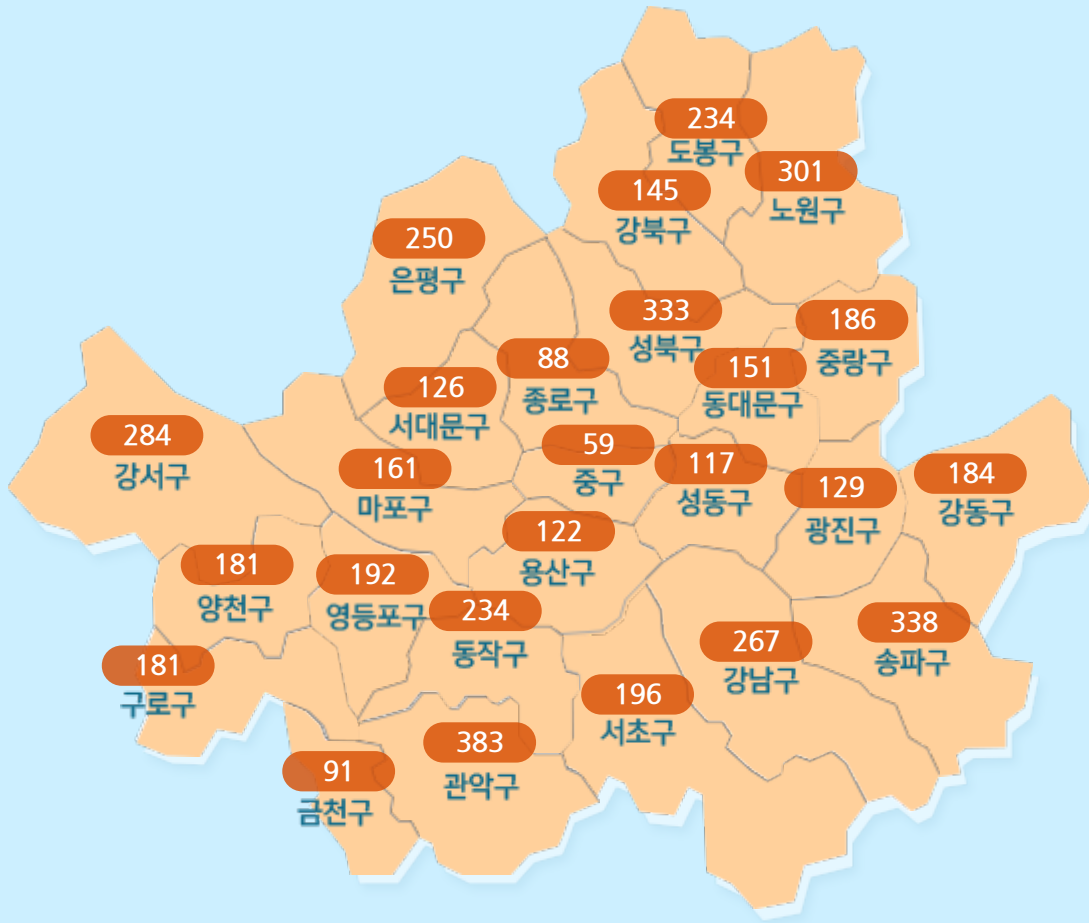 234
도봉구
301
노원구
145
강북구
250
은평구
333
성북구
186
중랑구
88
종로구
151
동대문구
126
서대문구
284
강서구
59
중구
161
마포구
117
성동구
129
광진구
184
강동구
122
용산구
181
양천구
192
영등포구
234
동작구
338
송파구
267
강남구
181
구로구
196
서초구
383
관악구
91
금천구